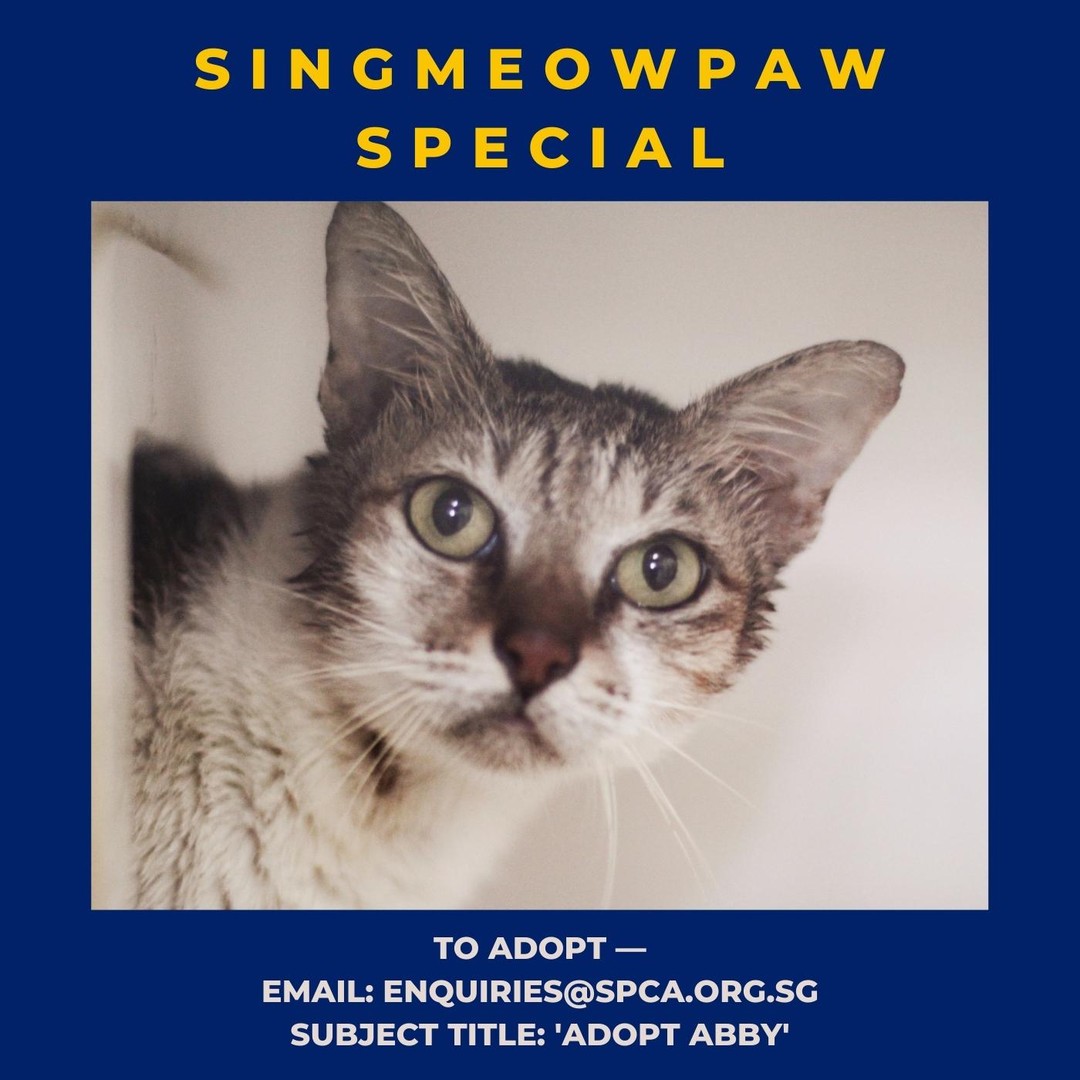 SINGMEOWPAW
SPECIAL
TO ADOPT —
EMAIL: ENQUIRIES@SPCA.ORG.SG
SUBJECT TITLE: 'ADOPT ABBY'